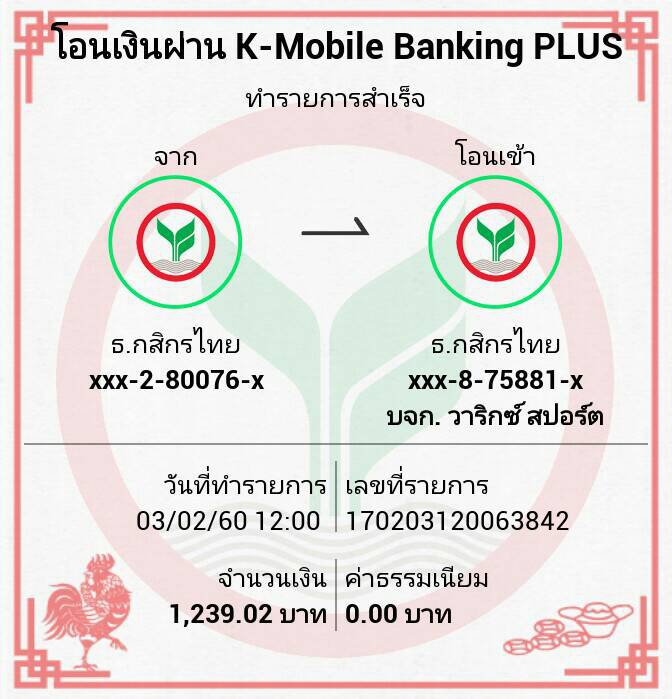 โอนเงินผ่าน K-Mobile Banking PLUS
ทำรายการสำเร็จ
จาก
โอนเข้า
ธ.กสิกรไทย
xxx-2-80076-x
ธ.กสิกรไทย
xxx-8-75881-x
บจก. วาริกซ์ สปอร์ต
วันที่ทำรายการ
03/02/60 12:00
เลขที่รายการ
170203120063842
จำนวนเงิน
1,239.02 บาท
ค่าธรรมเนียม
0.00 บาท